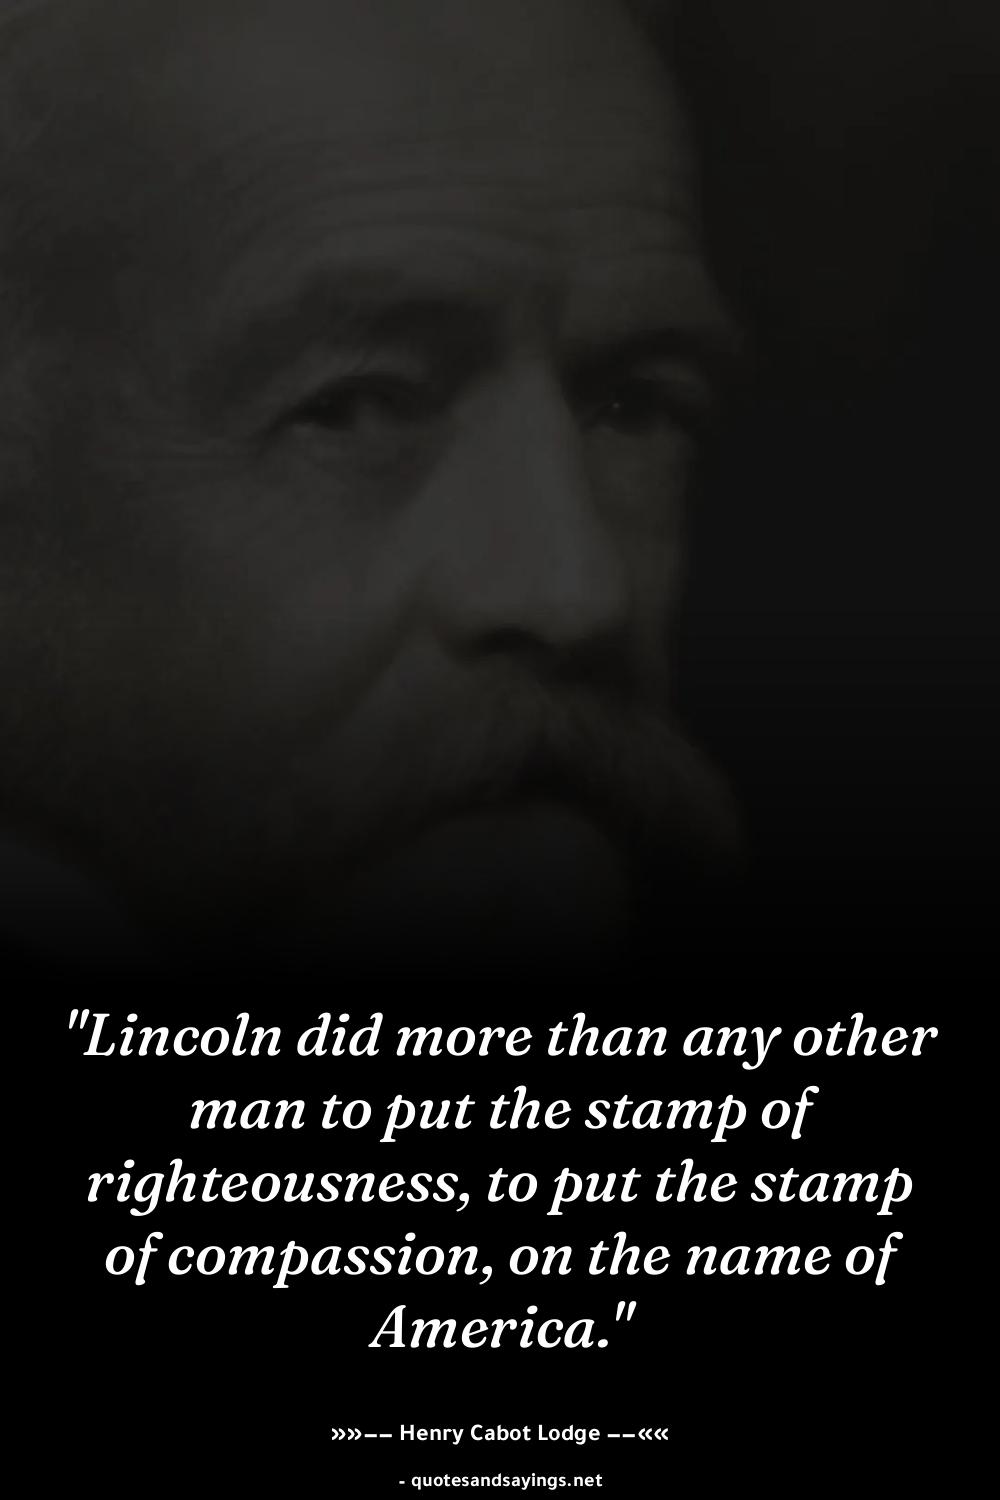 "Lincoln did more than any other
man to put the stamp of
righteousness, to put the stamp
of compassion, on the name of
America."
»»–– Henry Cabot Lodge ––««
- quotesandsayings.net